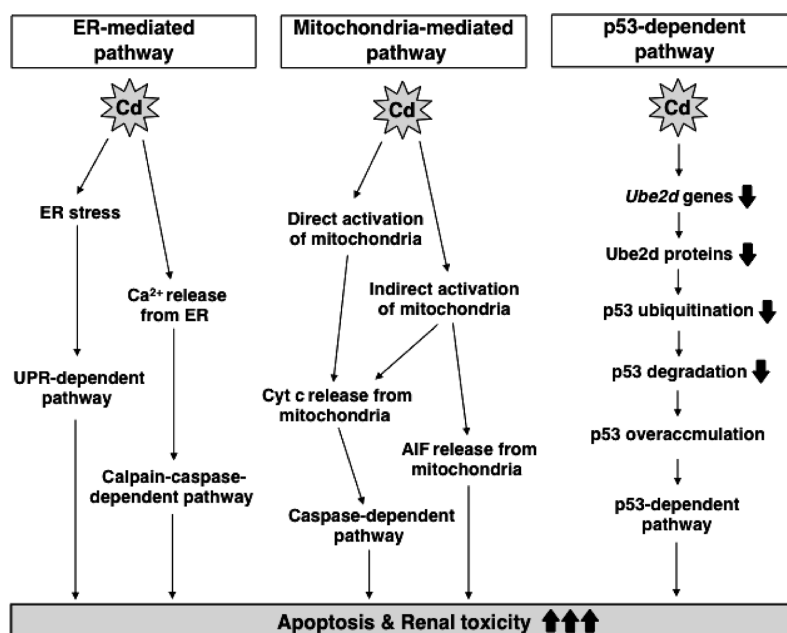 ER-mediated
pathway
Cd
ER stress
Ca²⁺ release
from ER
UPR-dependent
pathway
Calpain-caspase-
dependent pathway
Mitochondria-mediated
pathway
Cd
Direct activation
of mitochondria
Indirect activation
of mitochondria
Cyt c release from
mitochondria
AIF release from
mitochondria
Caspase-dependent
pathway
p53-dependent
pathway
Cd
Ube2d genes
Ube2d proteins
p53 ubiquitination
p53 degradation
p53 overaccmulation
p53-dependent
pathway
Apoptosis & Renal toxicity